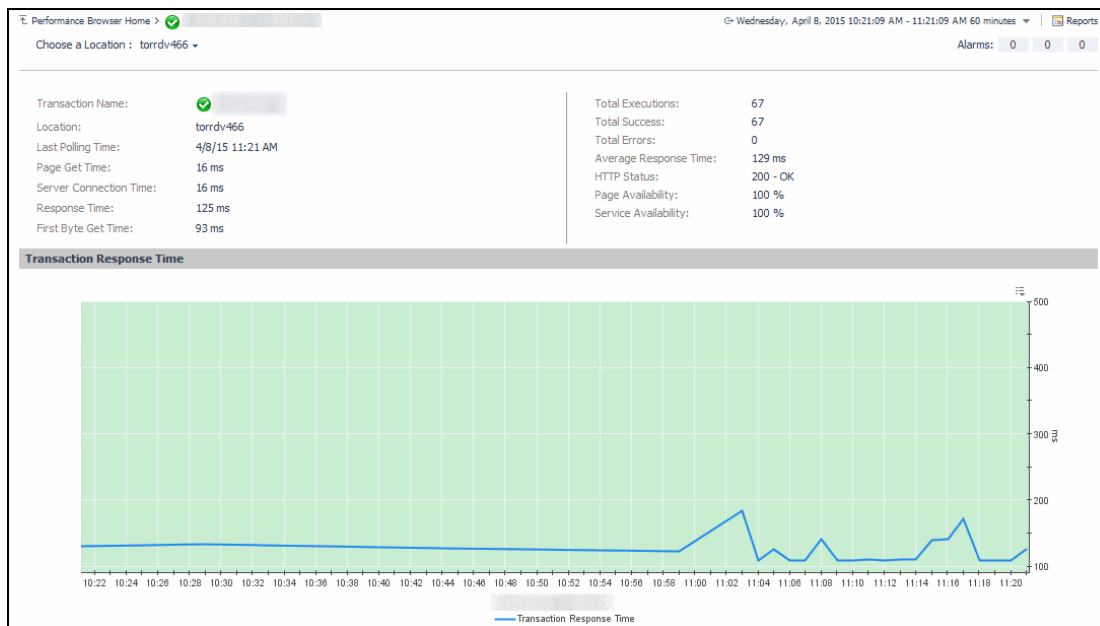 Performance Browser Home >
Wednesday, April 8, 2015 10:21:09 AM - 11:21:09 AM 60 minutes
Reports
Choose a Location : torrdv466
Alarms: 0 0 0
Transaction Name:
Location: torrdv466
Last Polling Time: 4/8/15 11:21 AM
Page Get Time: 16 ms
Server Connection Time: 16 ms
Response Time: 125 ms
First Byte Get Time: 93 ms
Total Executions: 67
Total Success: 67
Total Errors: 0
Average Response Time: 129 ms
HTTP Status: 200 - OK
Page Availability: 100 %
Service Availability: 100 %
Transaction Response Time
500
400
300
200
100
ms
10:22 10:24 10:26 10:28 10:30 10:32 10:34 10:36 10:38 10:40 10:42 10:44 10:46 10:48 10:50 10:52 10:54 10:56 10:58 11:00 11:02 11:04 11:06 11:08 11:10 11:12 11:14 11:16 11:18 11:20
Transaction Response Time